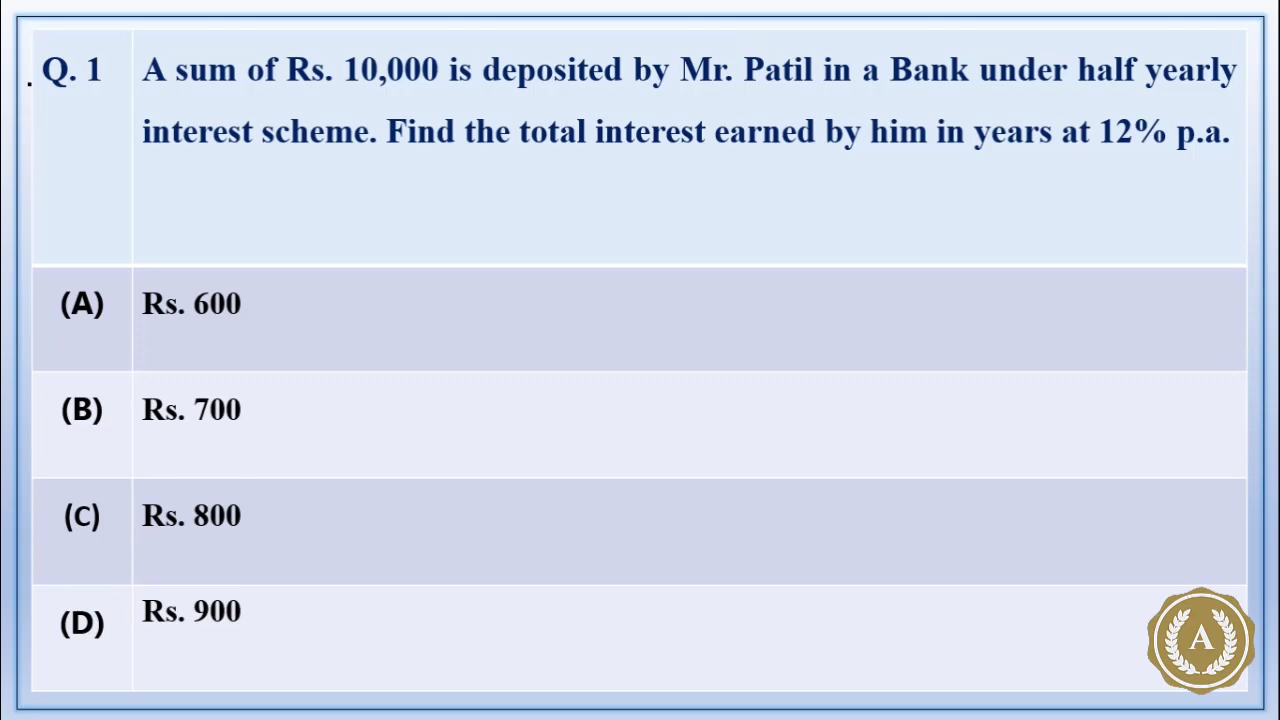 Q. 1 A sum of Rs. 10,000 is deposited by Mr. Patil in a Bank under half yearly
interest scheme. Find the total interest earned by him in years at 12% p.a.
(A) Rs. 600
(B) Rs. 700
(C) Rs. 800
(D) Rs. 900
A